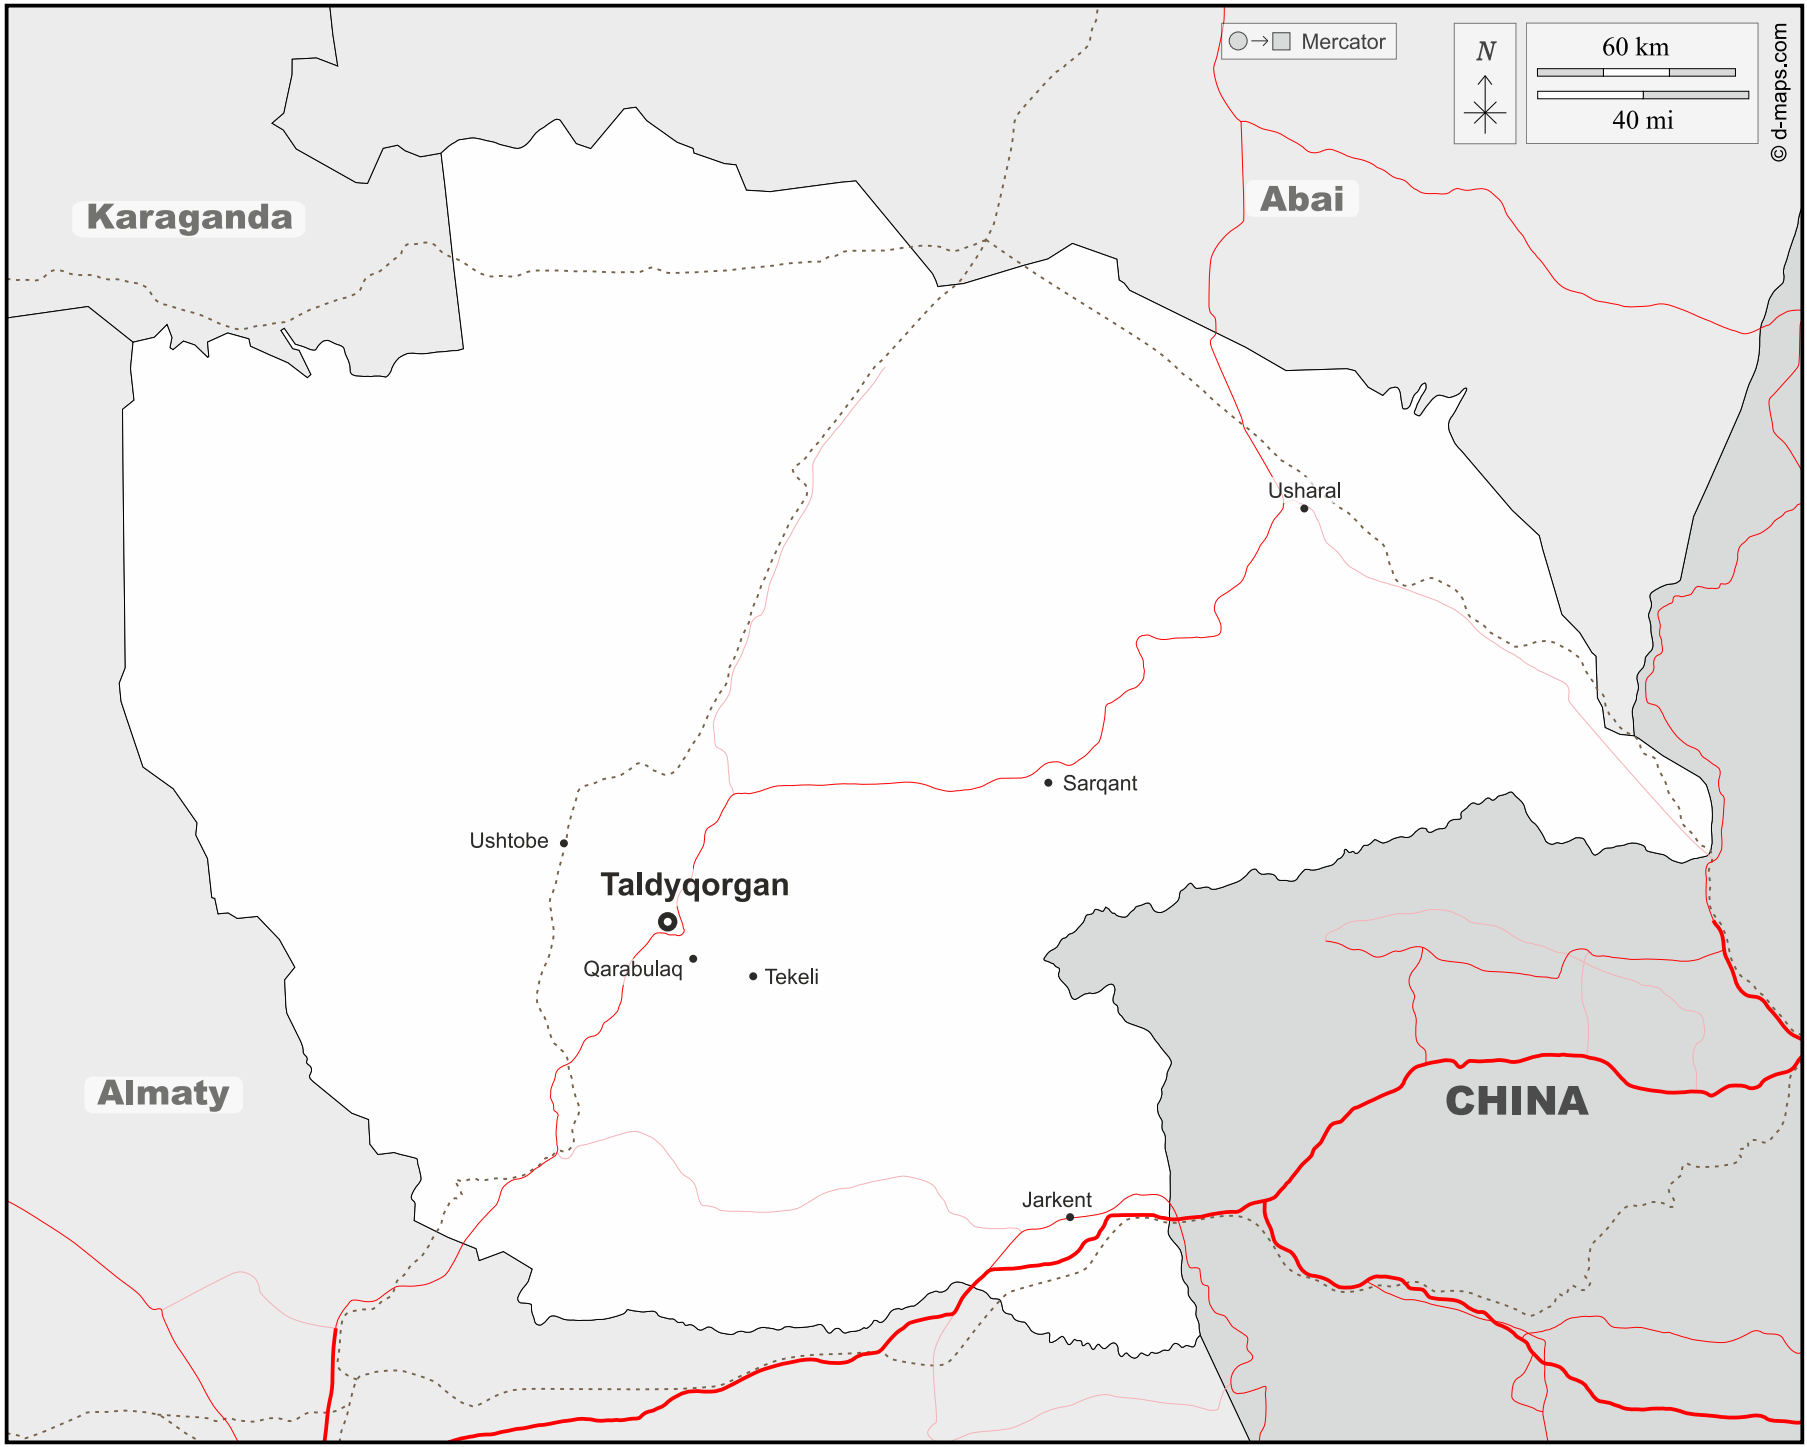 Mercator
N
60 km
40 mi
© d-maps.com
Karaganda
Abai
Usharal
Sarqant
Ushtobe
Taldyqorgan
Qarabulaq
Tekeli
Almaty
CHINA
Jarkent